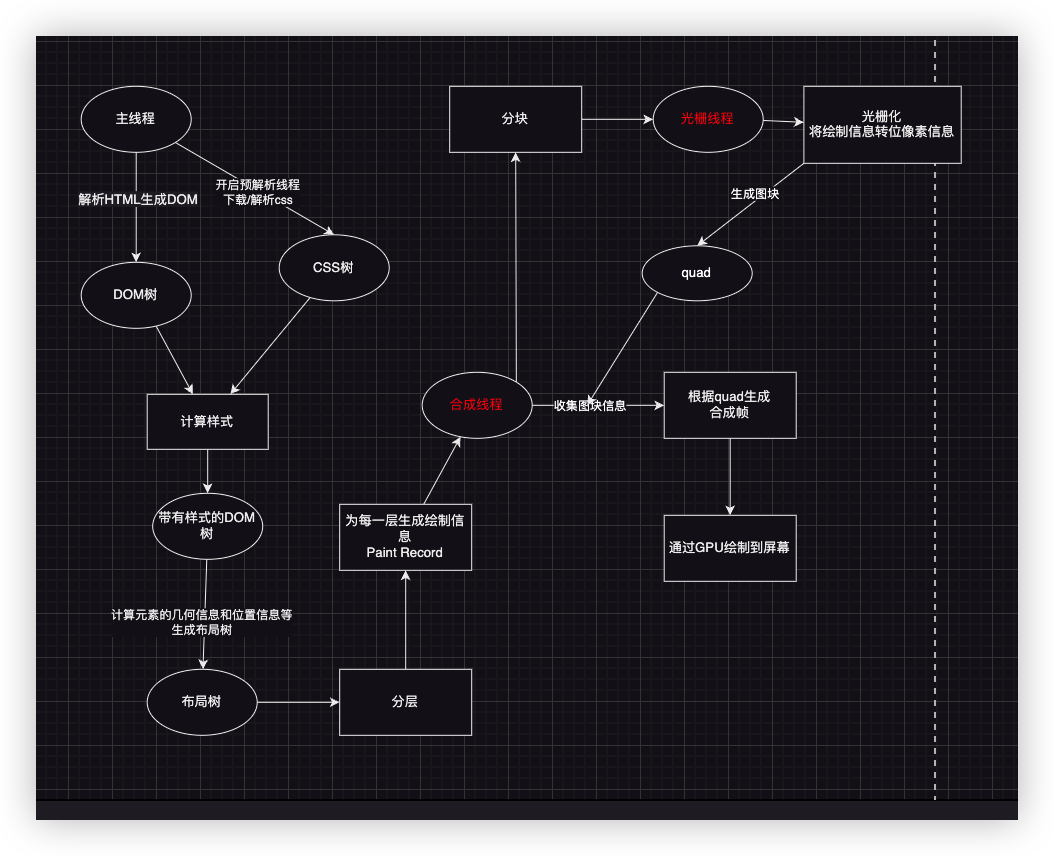 主线程
解析HTML生成DOM
开启预解析线程
下载/解析css
DOM树
CSS树
计算样式
带有样式的DOM
树
计算元素的几何信息和位置信息等
生成布局树
布局树
分层
为每一层生成绘制信
息
Paint Record
合成线程
分块
光栅线程
光栅化
将绘制信息转位像素信息
生成图块
quad
收集图块信息
根据quad生成
合成帧
通过GPU绘制到屏幕